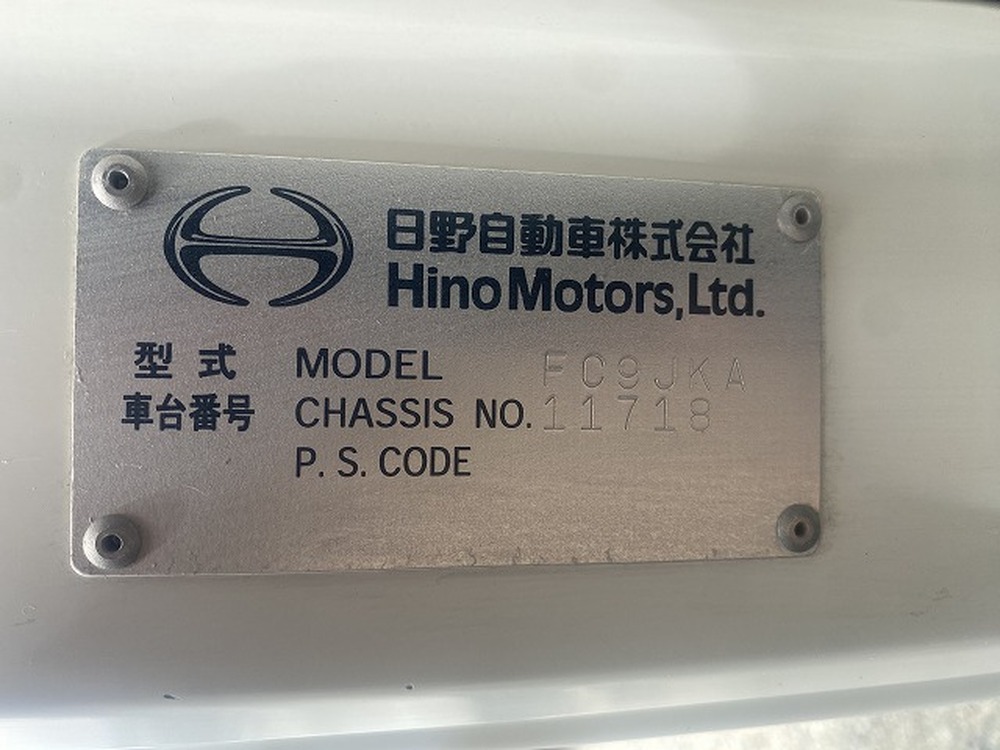 日野自動車株式会社
Hino Motors, Ltd.
型式 MODEL FC9JKA
車台番号 CHASSIS NO. 11718
P. S. CODE